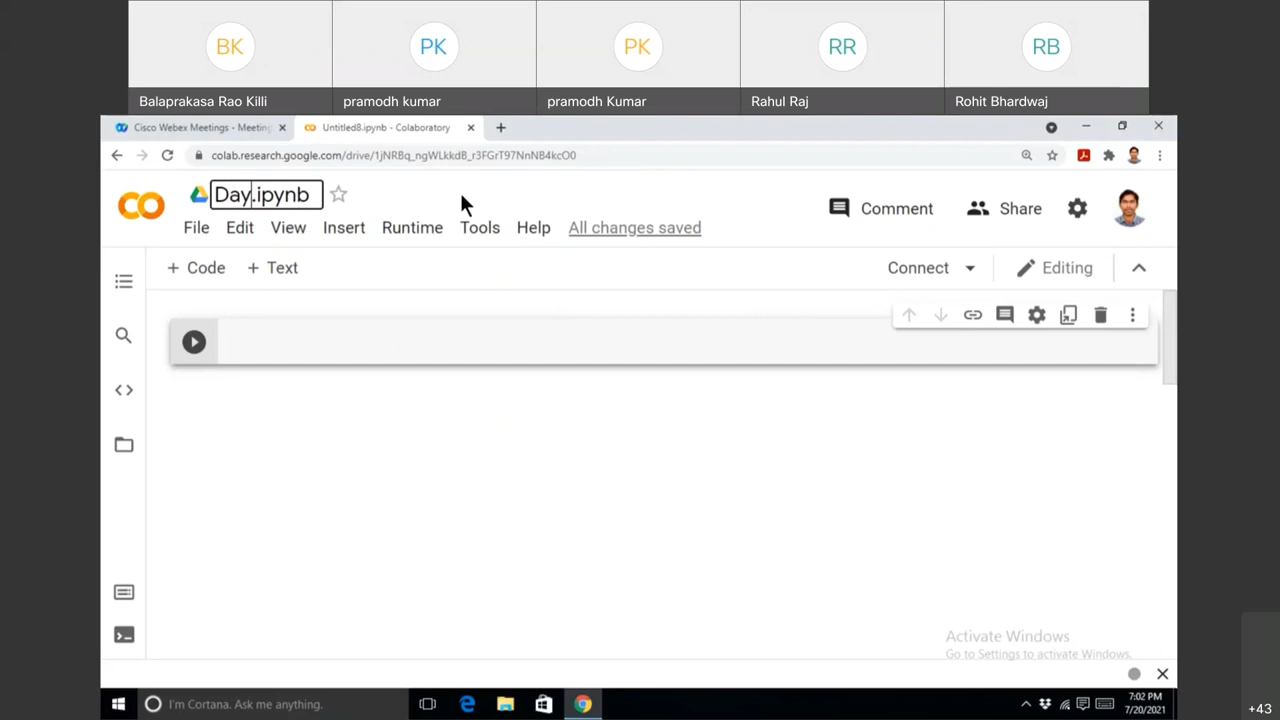 BK
PK
PK
RR
RB
Balaprakasa Rao Killi
pramodh kumar
pramodh Kumar
Rahul Raj
Rohit Bhardwaj
Cisco Webex Meetings - Meeting
Untitled8.ipynb - Colaboratory
colab.research.google.com/drive/1jNRBq_ngWLkkdB_r3FGrT97NnNB4kcO0
Day.ipynb
Comment
Share
File Edit View Insert Runtime Tools Help All changes saved
+ Code + Text
Connect
Editing
Activate Windows
Go to Settings to activate Windows.
I'm Cortana. Ask me anything.
7:02 PM
7/20/2021
+43